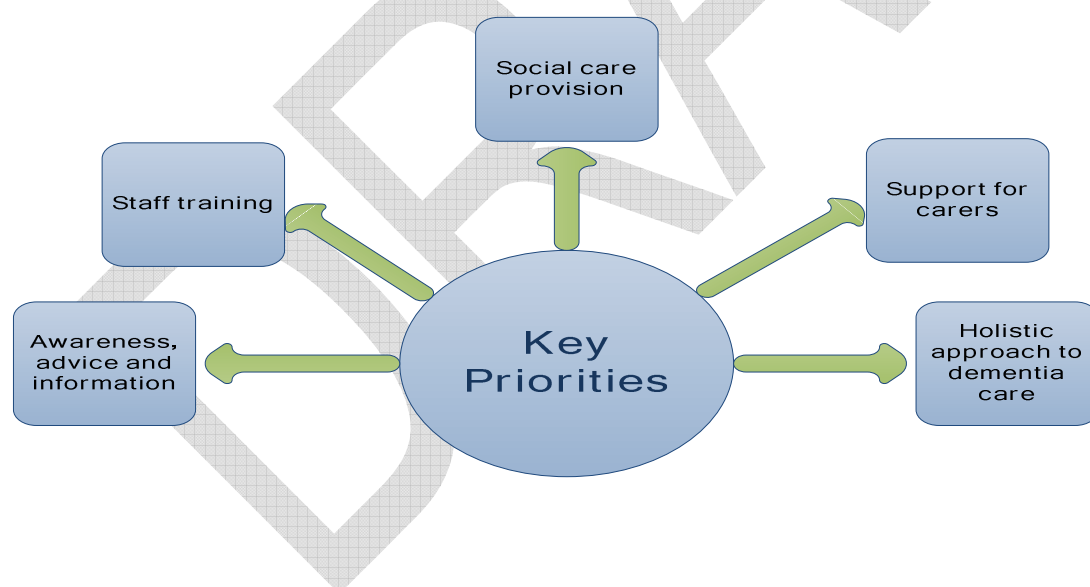 Social care
provision
Staff training
Support for
carers
Awareness,
advice and
information
Key
Priorities
Holistic
approach to
dementia
care